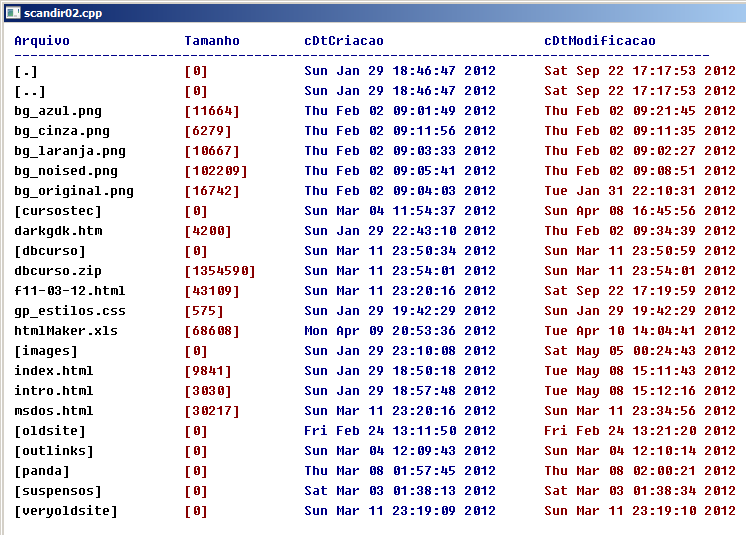 scandir02.cpp
Arquivo Tamanho cDtCriacao cDtModificacao
[.] [0] Sun Jan 29 18:46:47 2012 Sat Sep 22 17:17:53 2012
[..] [0] Sun Jan 29 18:46:47 2012 Sat Sep 22 17:17:53 2012
bg_azul.png [11664] Thu Feb 02 09:01:49 2012 Thu Feb 02 09:21:45 2012
bg_cinza.png [6279] Thu Feb 02 09:11:56 2012 Thu Feb 02 09:11:35 2012
bg_laranja.png [10667] Thu Feb 02 09:03:33 2012 Thu Feb 02 09:02:27 2012
bg_noised.png [102209] Thu Feb 02 09:05:41 2012 Thu Feb 02 09:08:51 2012
bg_original.png [16742] Thu Feb 02 09:04:03 2012 Tue Jan 31 22:10:31 2012
[cursostec] [0] Sun Mar 04 11:54:37 2012 Sun Apr 08 16:45:56 2012
darkgdk.htm [4200] Sun Jan 29 22:43:10 2012 Thu Feb 02 09:34:39 2012
[dbcurso] [0] Sun Mar 11 23:50:34 2012 Sun Mar 11 23:50:59 2012
dbcurso.zip [1354590] Sun Mar 11 23:54:01 2012 Sun Mar 11 23:54:01 2012
f11-03-12.html [43109] Sun Mar 11 23:20:16 2012 Sat Sep 22 17:19:59 2012
gp_estilos.css [575] Sun Jan 29 19:42:29 2012 Sun Jan 29 19:42:29 2012
htmlMaker.xls [68608] Mon Apr 09 20:53:36 2012 Tue Apr 10 14:04:41 2012
[images] [0] Sun Jan 29 23:10:08 2012 Sat May 05 00:24:43 2012
index.html [9841] Sun Jan 29 18:50:18 2012 Tue May 08 15:11:43 2012
intro.html [3030] Sun Jan 29 18:57:48 2012 Tue May 08 15:12:16 2012
msdos.html [30217] Sun Mar 11 23:20:16 2012 Sun Mar 11 23:34:56 2012
[oldsite] [0] Fri Feb 24 13:11:50 2012 Fri Feb 24 13:21:20 2012
[outlinks] [0] Sun Mar 04 12:09:43 2012 Sun Mar 04 12:10:14 2012
[panda] [0] Thu Mar 08 01:57:45 2012 Thu Mar 08 02:00:21 2012
[suspensos] [0] Sat Mar 03 01:38:13 2012 Sat Mar 03 01:38:34 2012
[veryoldsite] [0] Sun Mar 11 23:19:09 2012 Sun Mar 11 23:19:10 2012